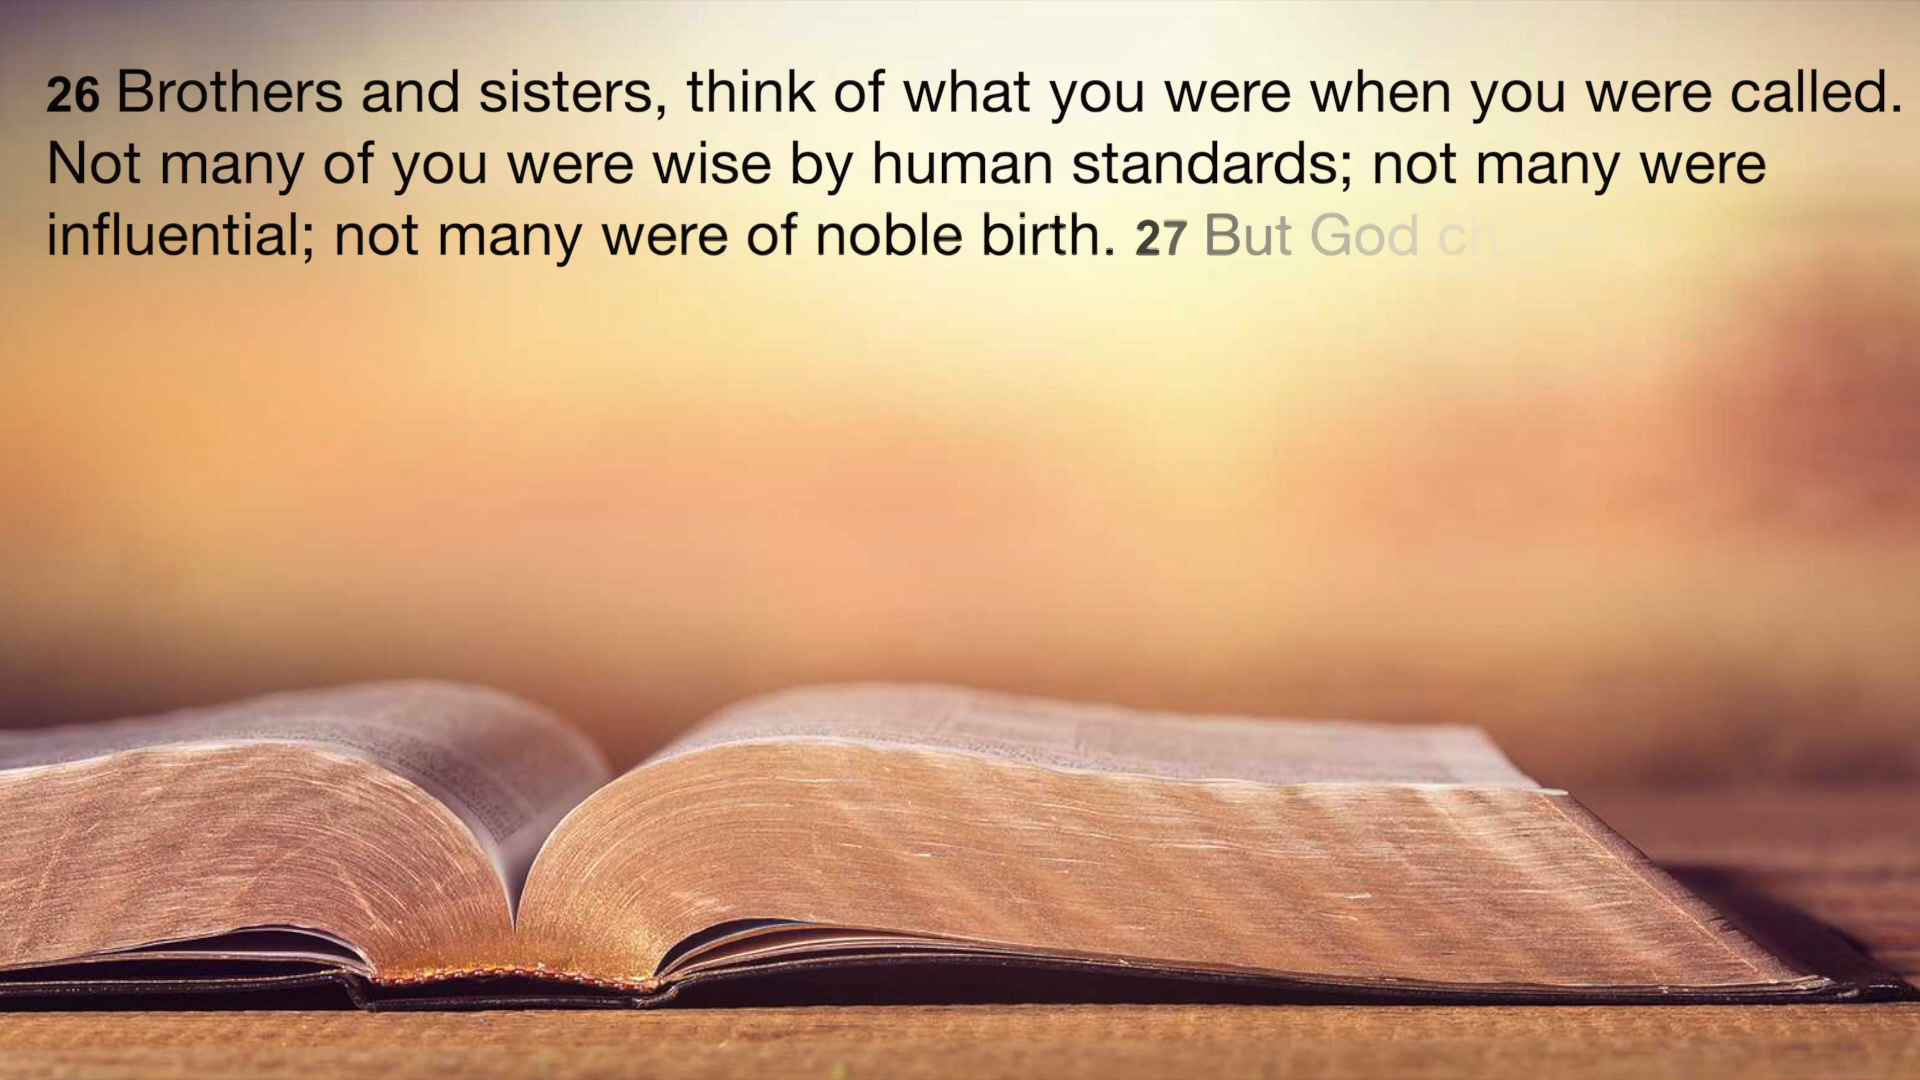 26 Brothers and sisters, think of what you were when you were called.
Not many of you were wise by human standards; not many were
influential; not many were of noble birth. 27 But God